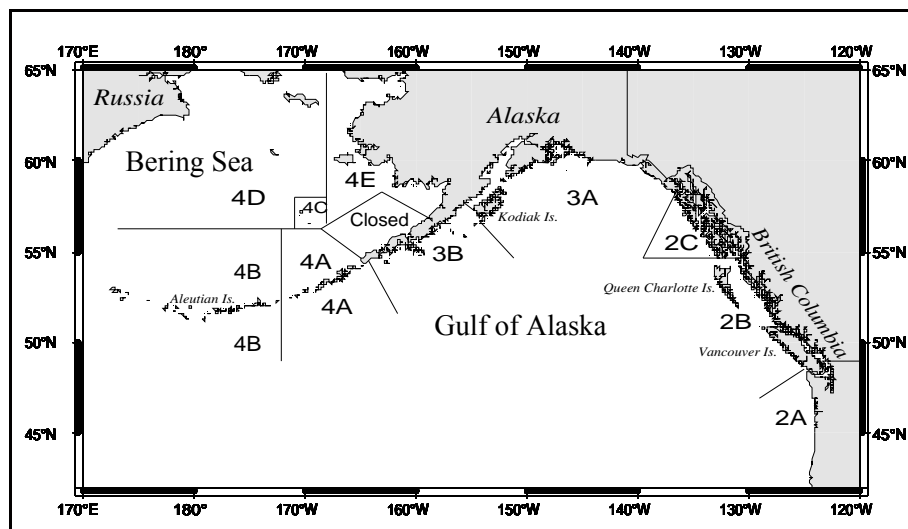 170°E 180° 170°W 160°W 150°W 140°W 130°W 120°W
65°N 65°N
Russia
Alaska
60°N 60°N
Bering Sea
4E
4D 4C
3A
Closed
Kodiak Is.
55°N 55°N
2C
3B
4B 4A
British Columbia
Queen Charlotte Is.
Aleutian Is.
4A
2B
Gulf of Alaska
50°N 50°N
4B
Vancouver Is.
2A
45°N 45°N
170°E 180° 170°W 160°W 150°W 140°W 130°W 120°W